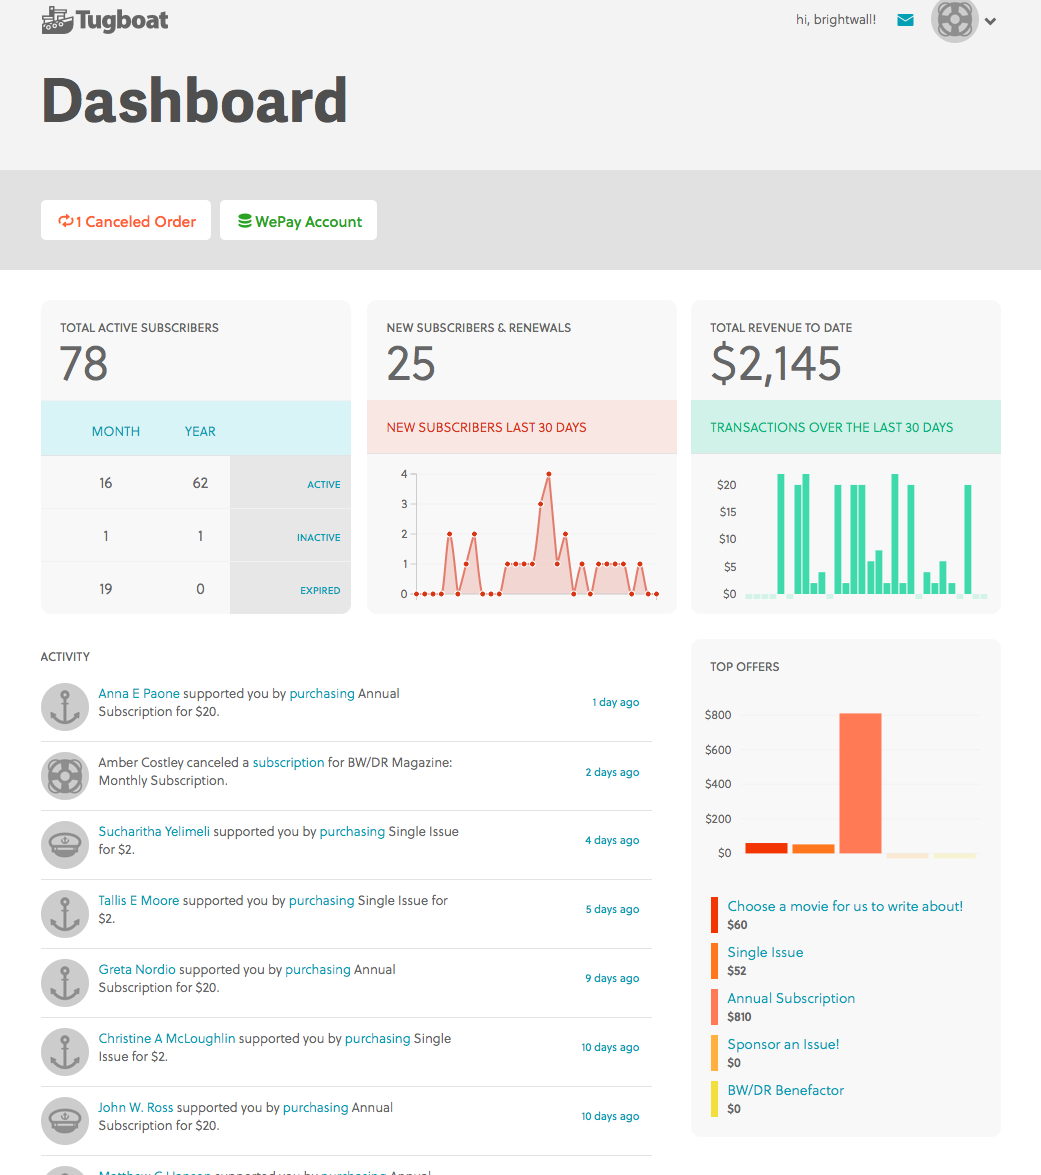 Tugboat
hi, brightwall!
Dashboard
1 Canceled Order
WePay Account
TOTAL ACTIVE SUBSCRIBERS
78
MONTH YEAR
16 62 ACTIVE
1 1 INACTIVE
19 0 EXPIRED
NEW SUBSCRIBERS & RENEWALS
25
NEW SUBSCRIBERS LAST 30 DAYS
4
3
2
1
0
TOTAL REVENUE TO DATE
$2,145
TRANSACTIONS OVER THE LAST 30 DAYS
$20
$15
$10
$5
$0
ACTIVITY
Anna E Paone supported you by purchasing Annual
Subscription for $20.
1 day ago
Amber Costley canceled a subscription for BW/DR Magazine:
Monthly Subscription.
2 days ago
Sucharitha Yelimeli supported you by purchasing Single Issue
for $2.
4 days ago
Tallis E Moore supported you by purchasing Single Issue for
$2.
5 days ago
Greta Nordio supported you by purchasing Annual
Subscription for $20.
9 days ago
Christine A McLoughlin supported you by purchasing Single
Issue for $2.
10 days ago
John W. Ross supported you by purchasing Annual
Subscription for $20.
10 days ago
Matthew C Hanson supported you by purchasing Annual
TOP OFFERS
$800
$600
$400
$200
$0
Choose a movie for us to write about!
$60
Single Issue
$52
Annual Subscription
$810
Sponsor an Issue!
$0
BW/DR Benefactor
$0